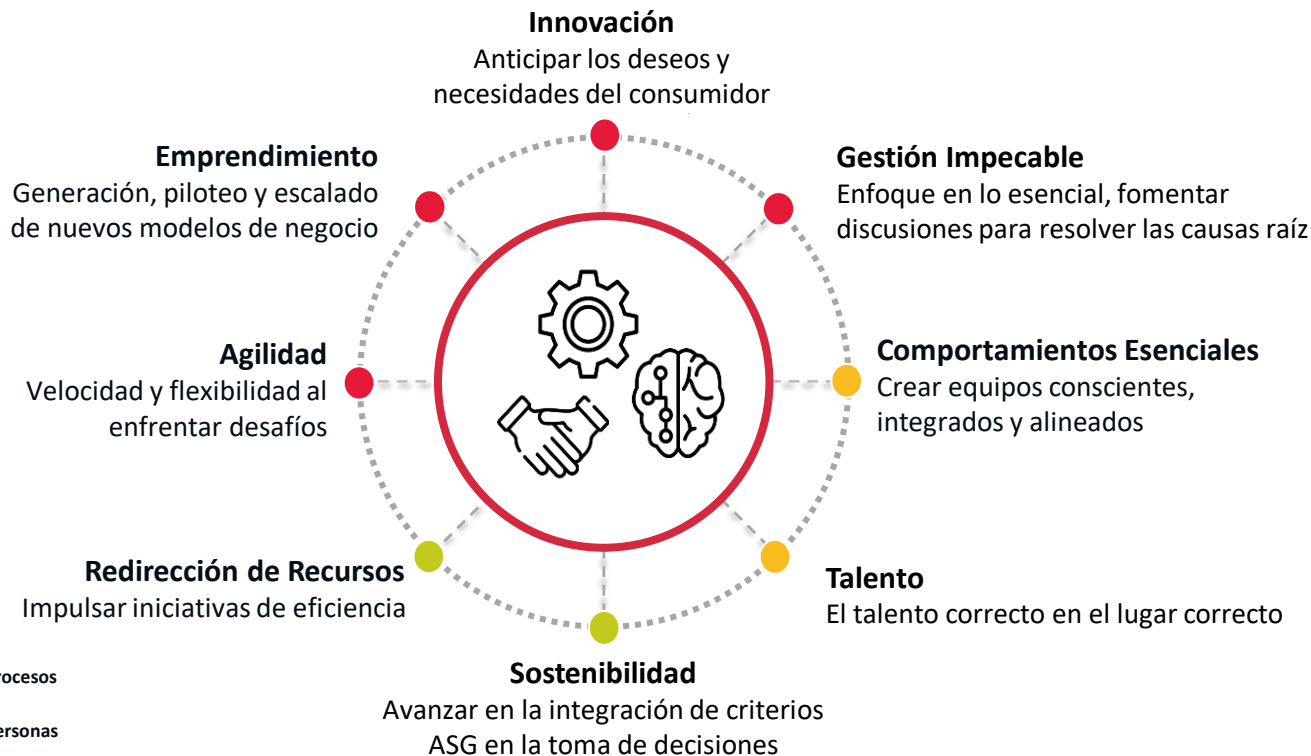 Innovación
Anticipar los deseos y
necesidades del consumidor
Emprendimiento
Generación, piloteo y escalado
de nuevos modelos de negocio
Gestión Impecable
Enfoque en lo esencial, fomentar
discusiones para resolver las causas raíz
Agilidad
Velocidad y flexibilidad al
enfrentar desafíos
Comportamientos Esenciales
Crear equipos conscientes,
integrados y alineados
Redirección de Recursos
Impulsar iniciativas de eficiencia
Talento
El talento correcto en el lugar correcto
Sostenibilidad
Avanzar en la integración de criterios
ASG en la toma de decisiones
rocesos
ersonas